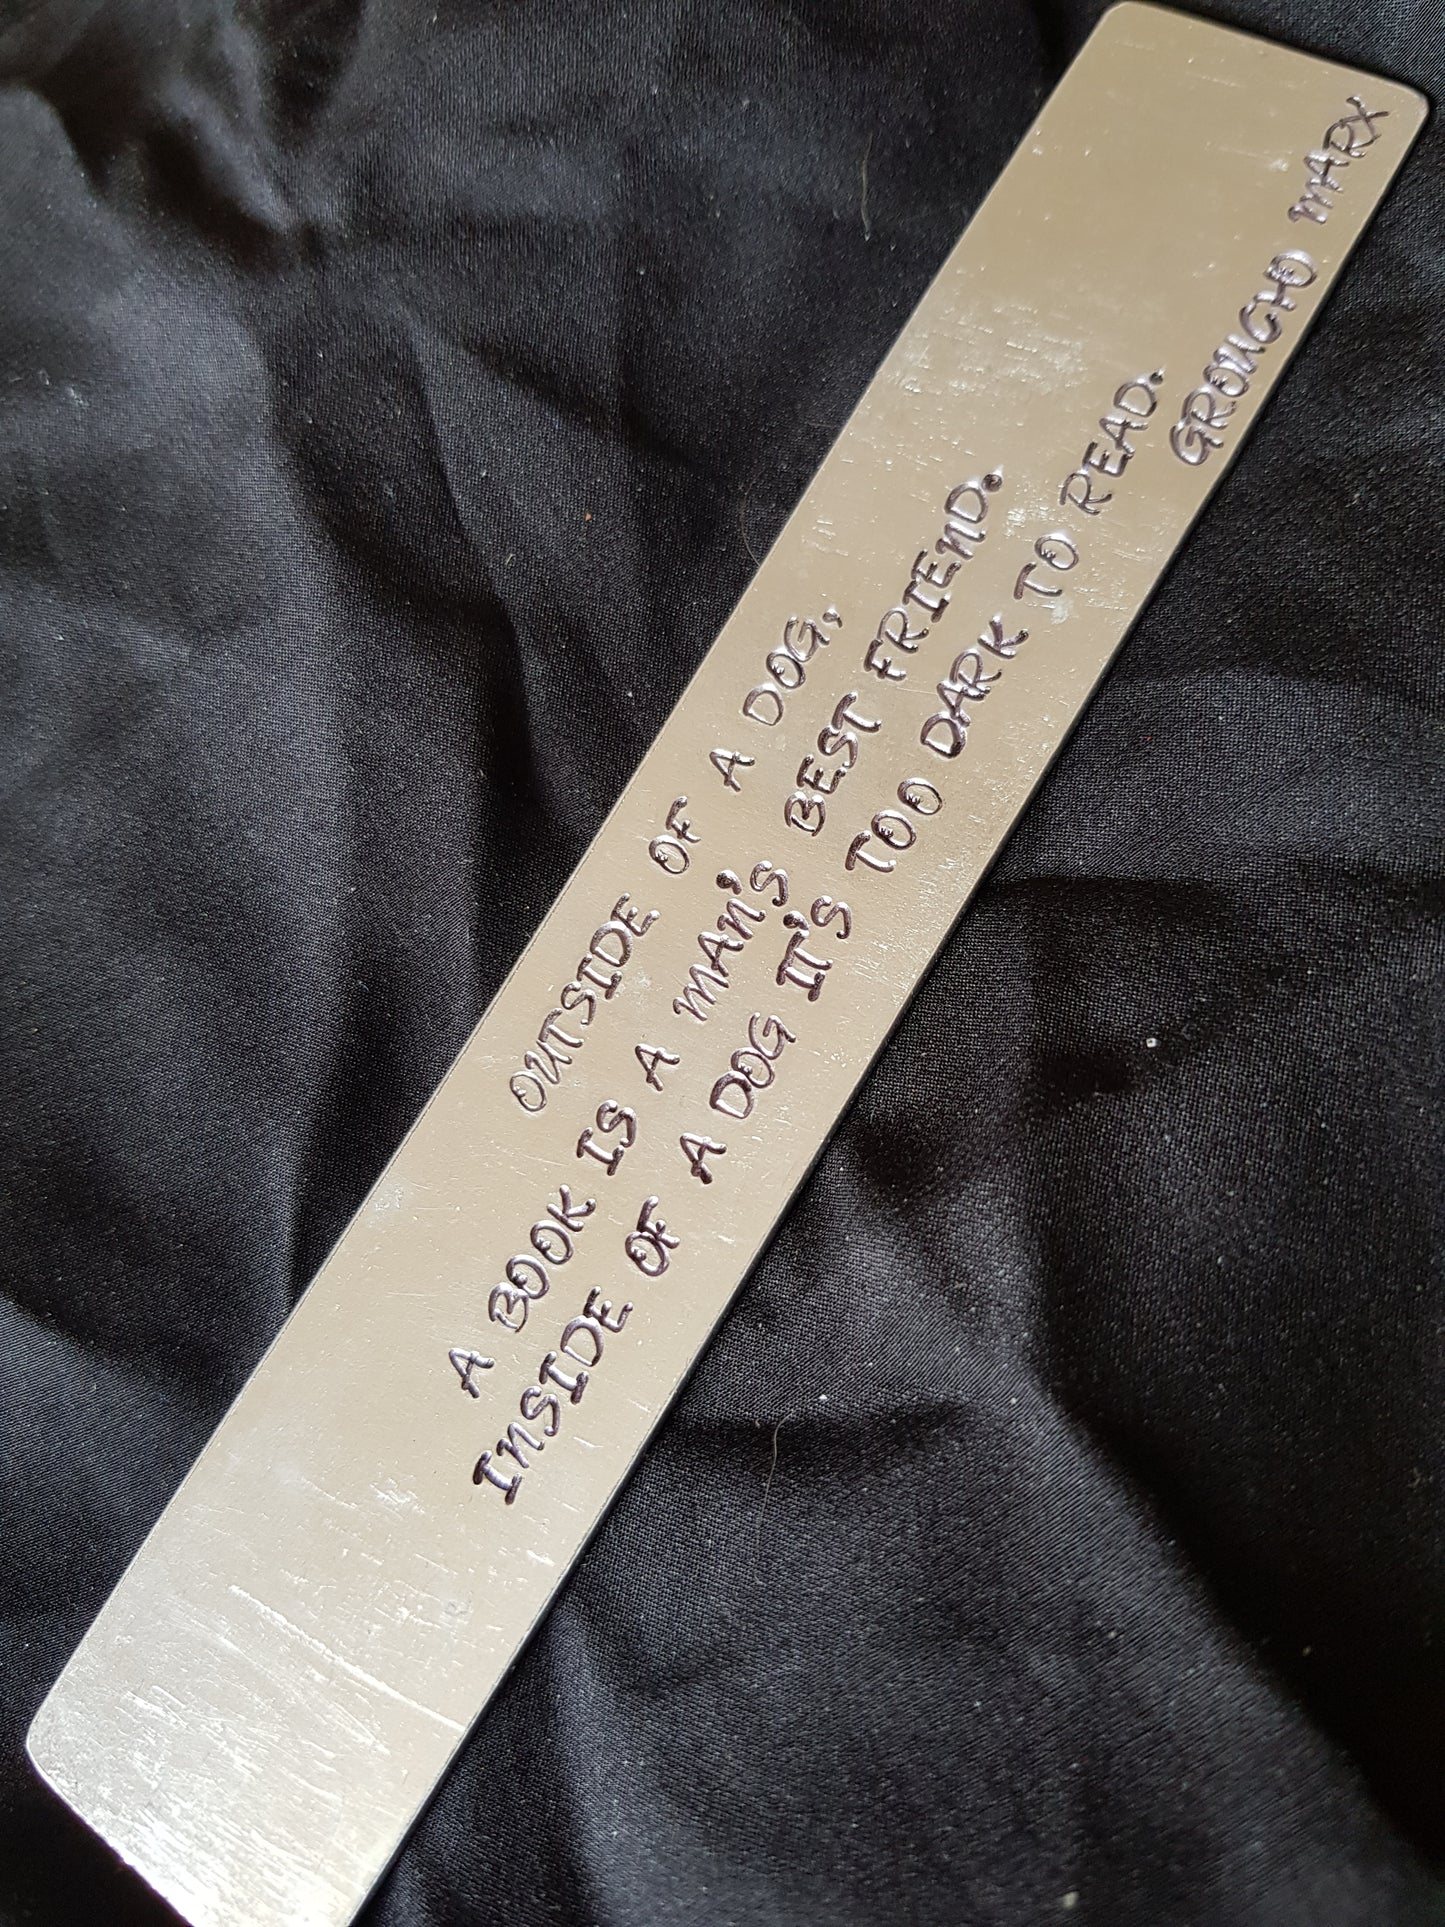 OUTSIDE OF A DOG,
A BOOK IS A MAN'S BEST FRIEND.
INSIDE OF A DOG IT'S TOO DARK TO READ.
GROUCHO MARX